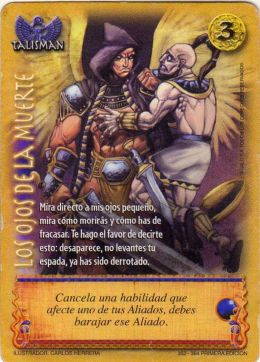 TALISMAN
3
LOS OJOS DE LA MUERTE
Mira directo a mis ojos pequeño,
mira cómo morirás y cómo has de
fracasar. Te hago el favor de decirte
esto: desaparece, no levantes tu
espada, ya has sido derrotado.
Cancela una habilidad que
afecte uno de tus Aliados, debes
barajar ese Aliado.
ILUSTRADOR: CARLOS HERRERA
PRIMERA EDICION